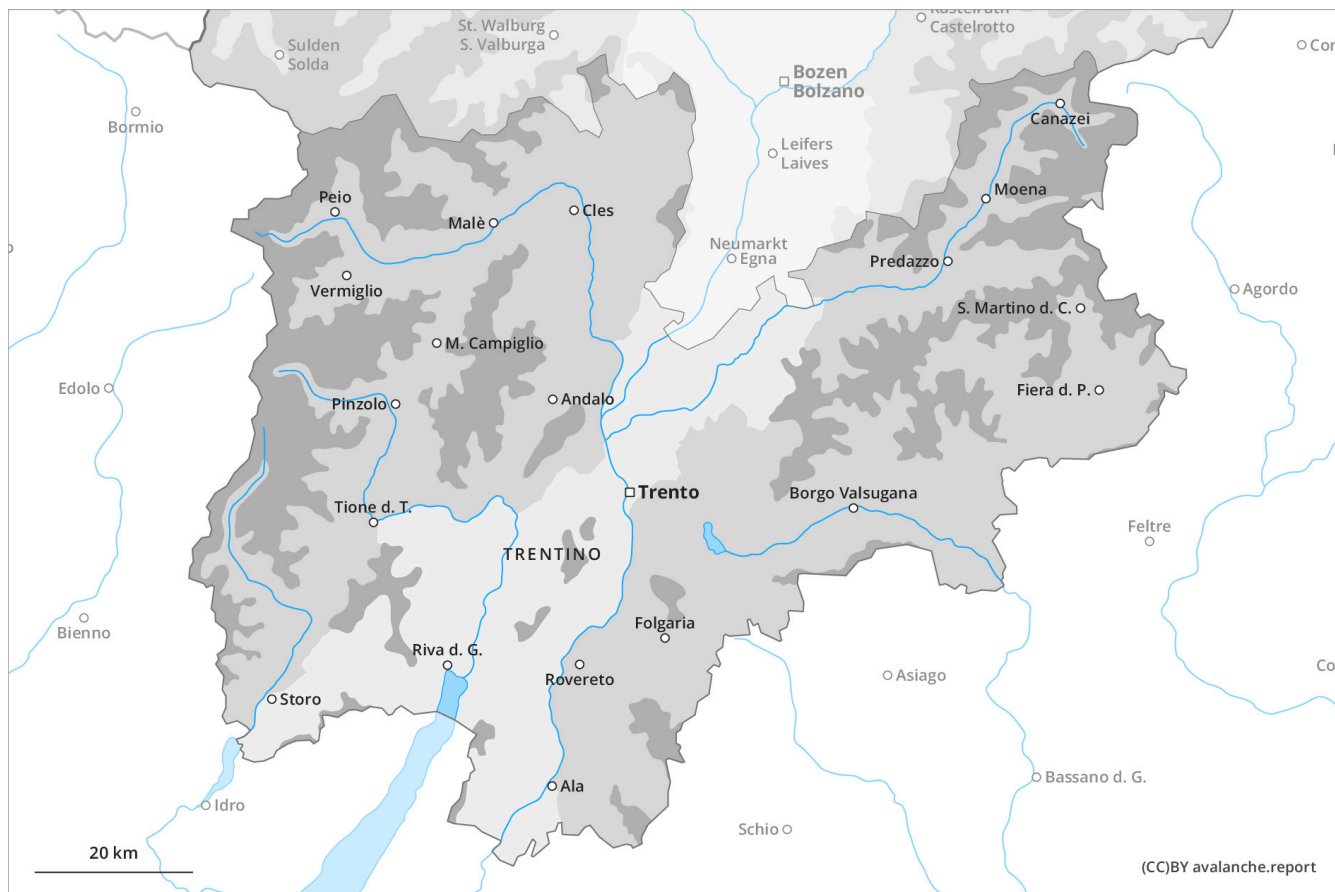 Kastelruth
Castelrotto
St. Walburg
S. Valburga
Sulden
Solda
Bozen
Bolzano
Bormio
Canazei
Leifers
Laives
Moena
Peio
Malè
Cles
Neumarkt
Egna
Predazzo
Vermiglio
Agordo
S. Martino d. C.
M. Campiglio
Edolo
Fiera d. P.
Pinzolo
Andalo
Trento
Borgo Valsugana
Tione d. T.
Feltre
TRENTINO
Bienno
Folgaria
Riva d. G.
Rovereto
Asiago
Storo
Ala
Bassano d. G.
Idro
Schio
20 km
(CC)BY avalanche.report